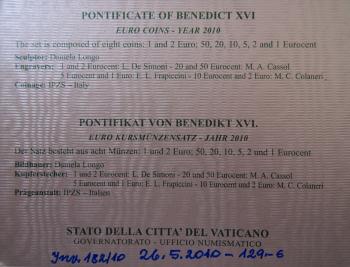 PONTIFICATE OF BENEDICT XVI
EURO COINS - YEAR 2010
The set is composed of eight coins: 1 and 2 Euro; 50, 20, 10, 5, 2 and 1 Eurocent
Sculptor: Daniela Longo
Engravers: 1 and 2 Eurocent: L. De Simoni - 20 and 50 Eurocent: M. A. Cassol
5 Eurocent and 1 Euro: E. L. Frapiccini - 10 Eurocent and 2 Euro: M. C. Colaneri
Coinage: IPZS – Italy
PONTIFIKAT VON BENEDIKT XVI.
EURO KURSMÜNZENSATZ - JAHR 2010
Der Satz besteht aus acht Münzen: 1 und 2 Euro; 50, 20, 10, 5, 2 und 1 Eurocent
Bildhauer: Daniela Longo
Kupferstecher: 1 und 2 Eurocent: L. De Simoni - 20 und 50 Eurocent: M. A. Cassol
5 Eurocent und 1 Euro: E. L. Frapiccini - 10 Eurocent und 2 Euro: M. C. Colaneri
Prägeanstalt: IPZS – Italien
STATO DELLA CITTA' DEL VATICANO
GOVERNATORATO - UFFICIO NUMISMATICO
Inv. 182/10 26.5.2010 - 129-6